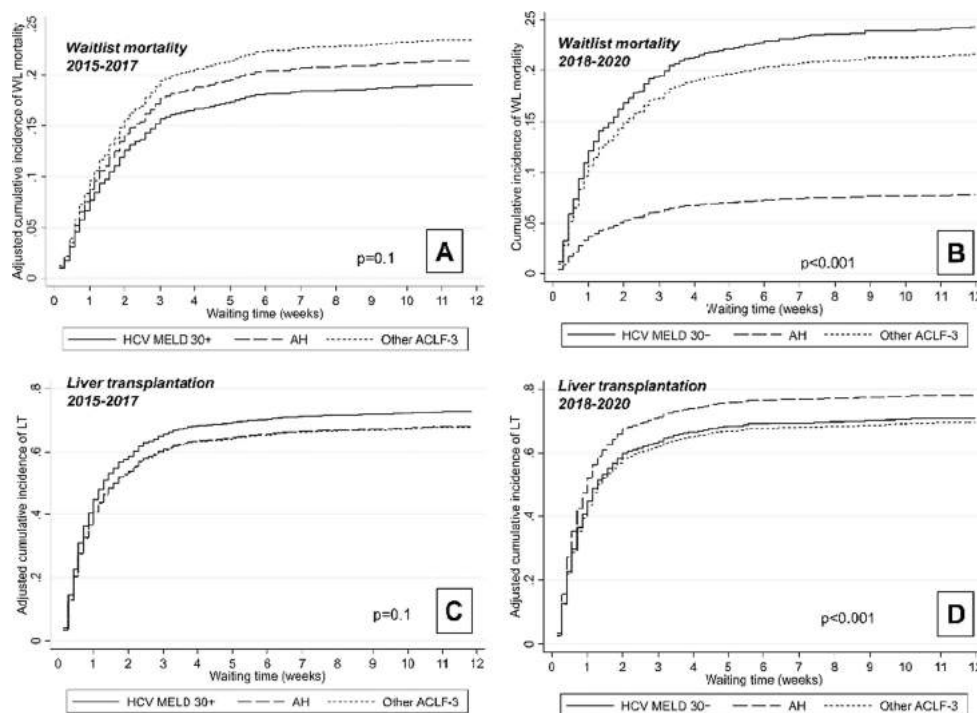 Waitlist mortality
2015-2017
Adjusted cumulative incidence of WL mortality
0 .05 .1 .15 .2 .25
p=0.1
A
0 1 2 3 4 5 6 7 8 9 10 11 12
Waiting time (weeks)
HCV MELD 30+ AH Other ACLF-3
Waitlist mortality
2018-2020
Cumulative incidence of WL mortality
0 .05 .1 .15 .2 .25
p<0.001
B
0 1 2 3 4 5 6 7 8 9 10 11 12
Waiting time (weeks)
HCV MELD 30− AH Other ACLF-3
Liver transplantation
2015-2017
Adjusted cumulative incidence of LT
0 .2 .4 .6 .8
p=0.1
C
0 1 2 3 4 5 6 7 8 9 10 11 12
Waiting time (weeks)
HCV MELD 30+ AH Other ACLF-3
Liver transplantation
2018-2020
Adjusted cumulative incidence of LT
0 .2 .4 .6 .8
p<0.001
D
0 1 2 3 4 5 6 7 8 9 10 11 12
Waiting time (weeks)
HCV MELD 30− AH Other ACLF-3